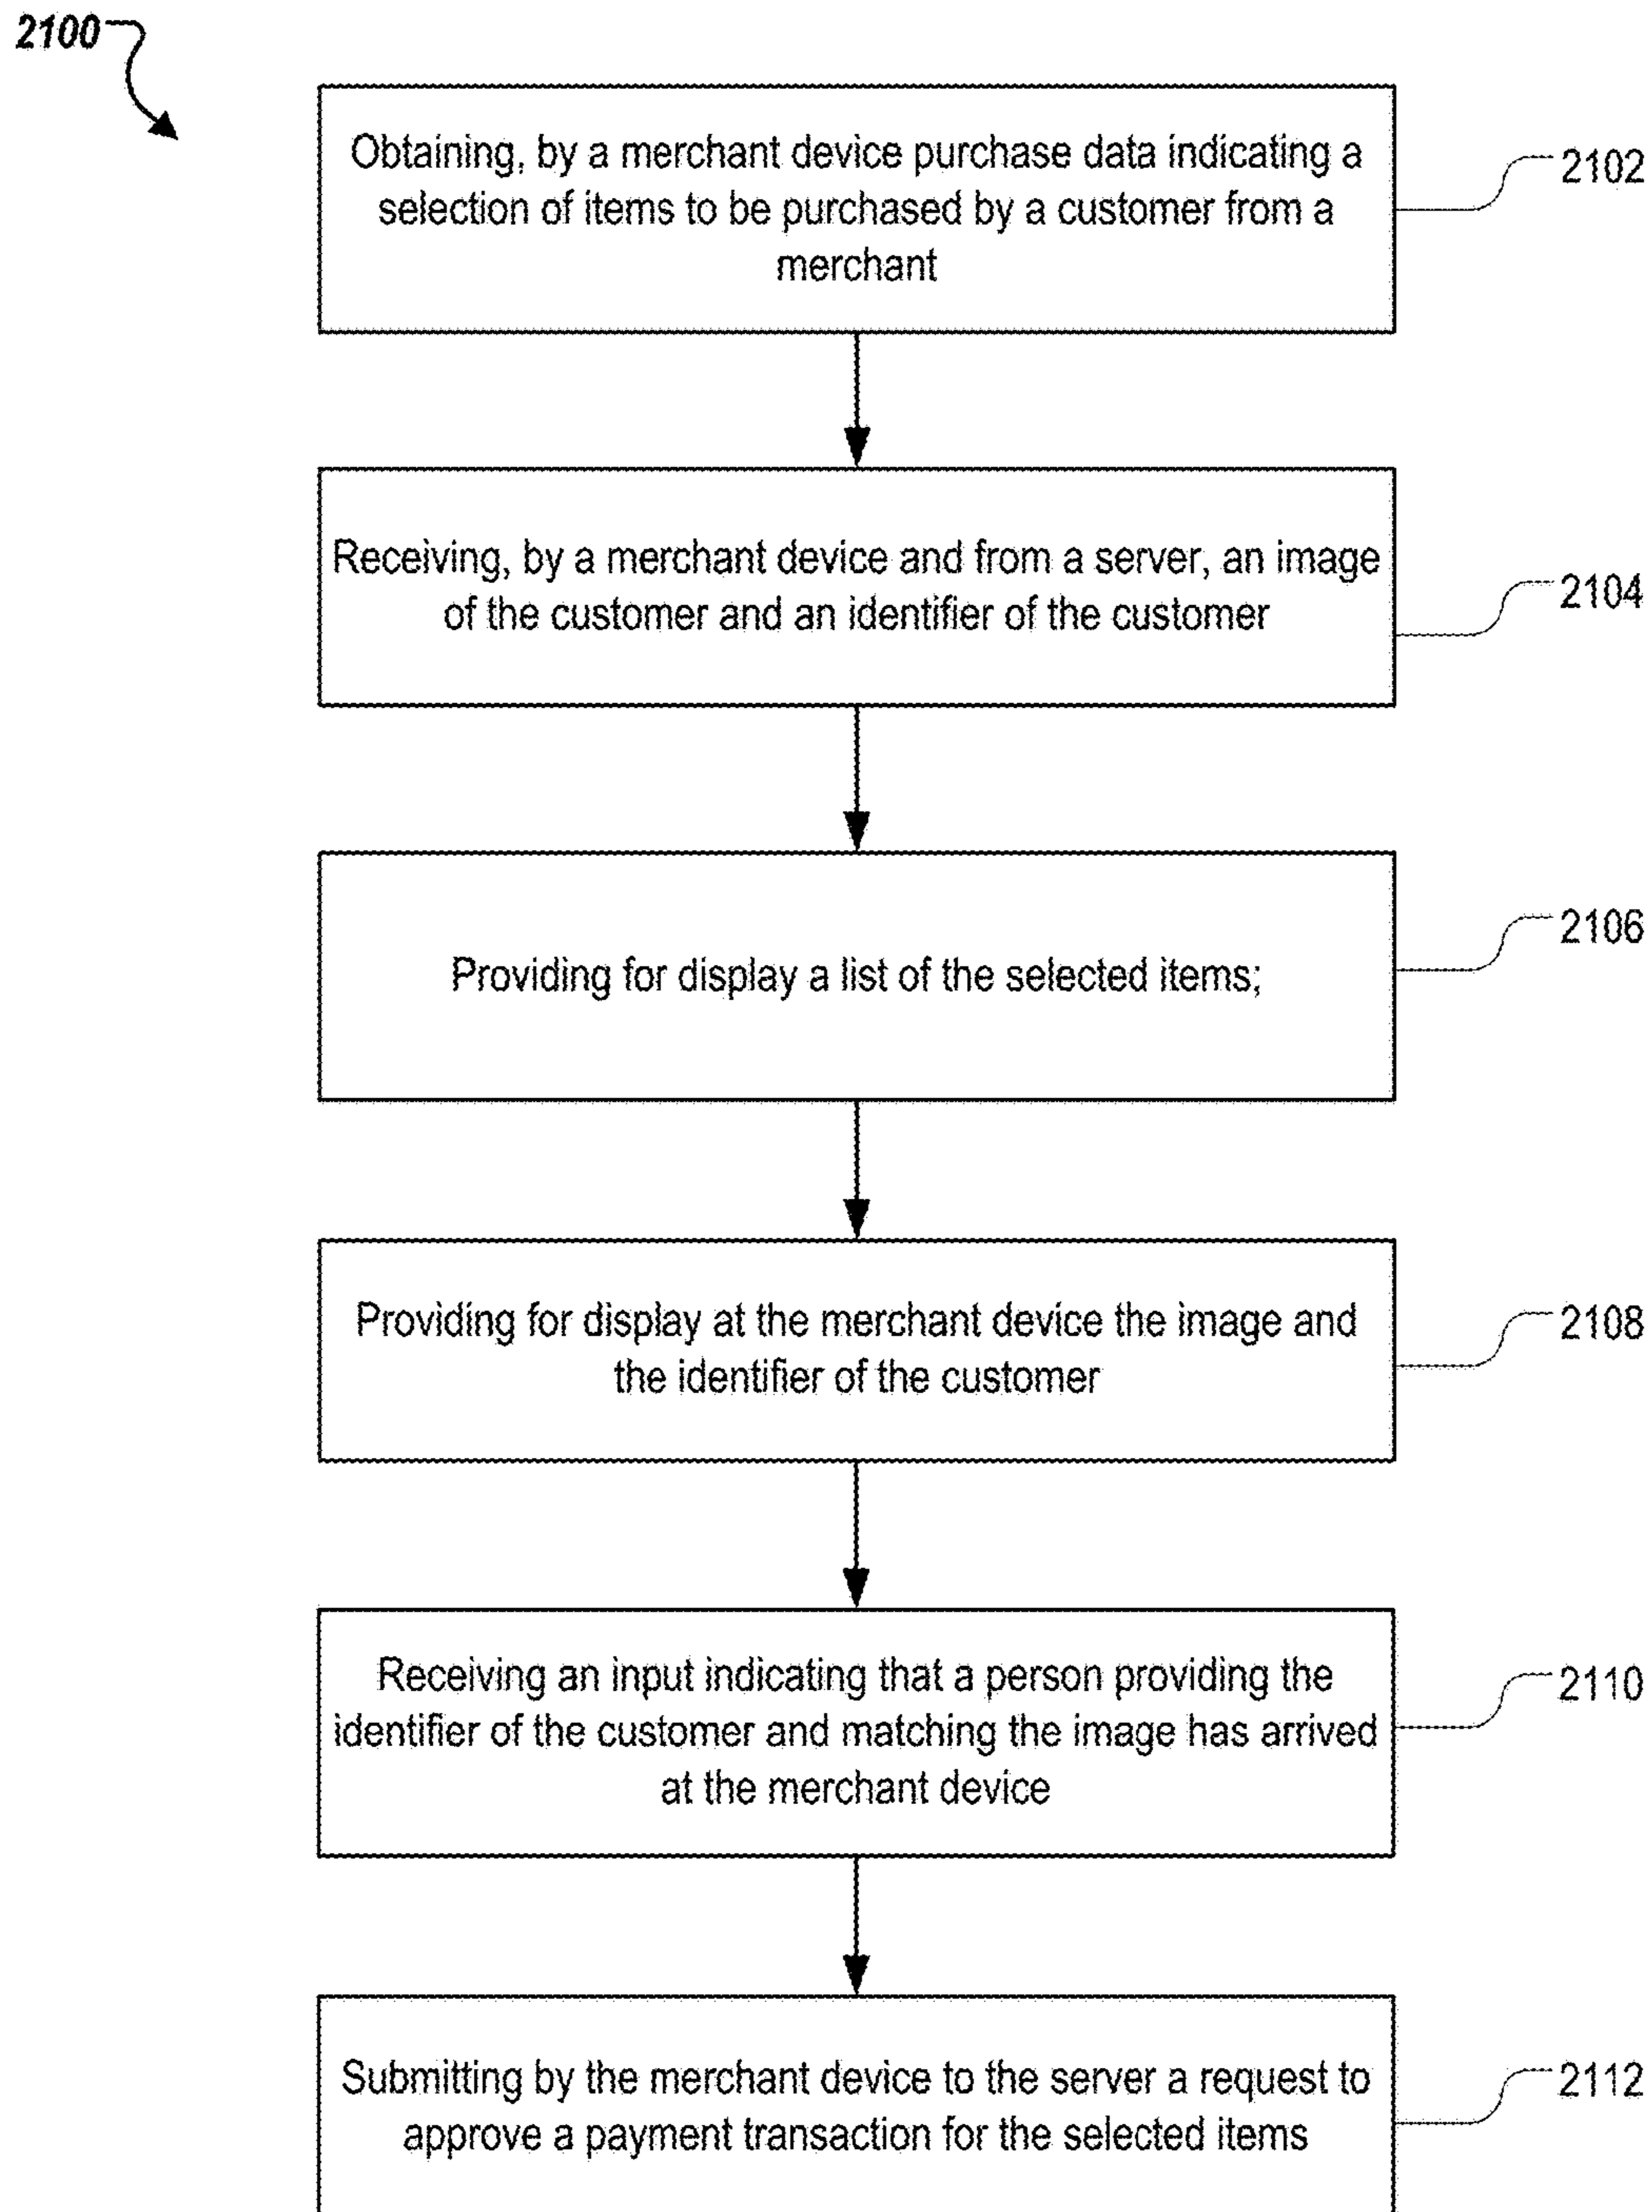 2100
Obtaining, by a merchant device purchase data indicating a
selection of items to be purchased by a customer from a
merchant
2102
Receiving, by a merchant device and from a server, an image
of the customer and an identifier of the customer
2104
Providing for display a list of the selected items;
2106
Providing for display at the merchant device the image and
the identifier of the customer
2108
Receiving an input indicating that a person providing the
identifier of the customer and matching the image has arrived
at the merchant device
2110
Submitting by the merchant device to the server a request to
approve a payment transaction for the selected items
2112